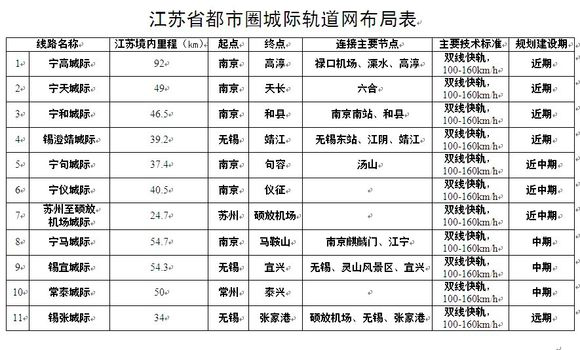 江苏省都市圈城际轨道网布局表
线路名称 江苏境内里程（km） 起点 终点 连接主要节点 主要技术标准 规划建设期
1 宁高城际 92 南京 高淳 禄口机场、溧水、高淳 双线快轨，100-160km/h 近期
2 宁天城际 49 南京 天长 六合 双线快轨，100-160km/h 近期
3 宁和城际 46.5 南京 和县 南京南站、和县 双线快轨，100-160km/h 近期
4 锡澄靖城际 39.2 无锡 靖江 无锡东站、江阴、靖江 双线快轨，100-160km/h 近期
5 宁句城际 37.4 南京 句容 汤山 双线快轨，100-160km/h 近中期
6 宁仪城际 40.5 南京 仪征 双线快轨，100-160km/h 近中期
7 苏州至硕放机场城际 24.7 苏州 硕放机场 双线快轨，100-160km/h 近中期
8 宁马城际 54.7 南京 马鞍山 南京麒麟门、江宁 双线快轨，100-160km/h 中期
9 锡宜城际 54.3 无锡 宜兴 无锡、灵山风景区、宜兴 双线快轨，100-160km/h 中期
10 常泰城际 50 常州 泰兴 双线快轨，100-160km/h 中期
11 锡张城际 34 无锡 张家港 硕放机场、无锡、张家港 双线快轨，100-160km/h 远期